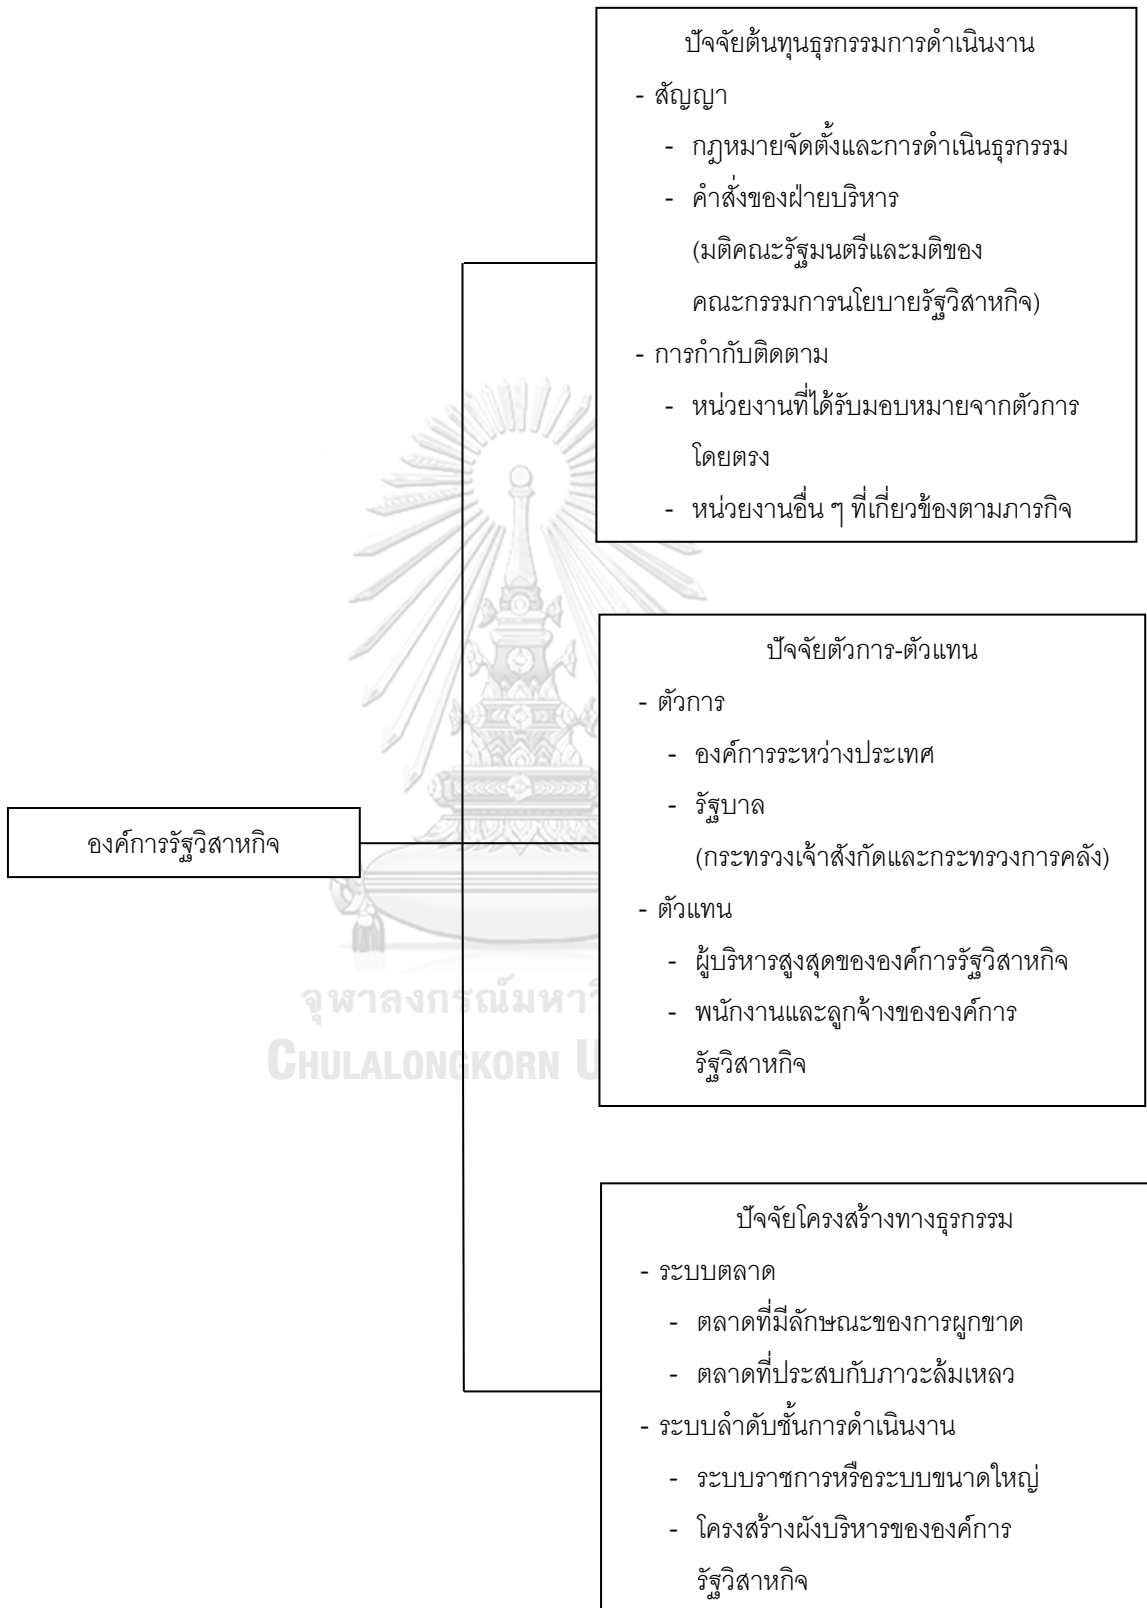 ปัจจัยต้นทุนธุรกรรมการดำเนินงาน
- สัญญา
- กฎหมายจัดตั้งและการดำเนินธุรกรรม
- คำสั่งของฝ่ายบริหาร
(มติคณะรัฐมนตรีและมติของ
คณะกรรมการนโยบายรัฐวิสาหกิจ)
- การกำกับติดตาม
- หน่วยงานที่ได้รับมอบหมายจากตัวการ
โดยตรง
- หน่วยงานอื่น ๆ ที่เกี่ยวข้องตามภารกิจ
ปัจจัยตัวการ-ตัวแทน
- ตัวการ
- องค์การระหว่างประเทศ
- รัฐบาล
(กระทรวงเจ้าสังกัดและกระทรวงการคลัง)
- ตัวแทน
- ผู้บริหารสูงสุดขององค์การรัฐวิสาหกิจ
- พนักงานและลูกจ้างขององค์การ
รัฐวิสาหกิจ
องค์การรัฐวิสาหกิจ
จุฬาลงกรณ์มหาวิ
CHULALONGKORN U
ปัจจัยโครงสร้างทางธุรกรรม
- ระบบตลาด
- ตลาดที่มีลักษณะของการผูกขาด
- ตลาดที่ประสบกับภาวะล้มเหลว
- ระบบลำดับชั้นการดำเนินงาน
- ระบบราชการหรือระบบขนาดใหญ่
- โครงสร้างผังบริหารขององค์การ
รัฐวิสาหกิจ